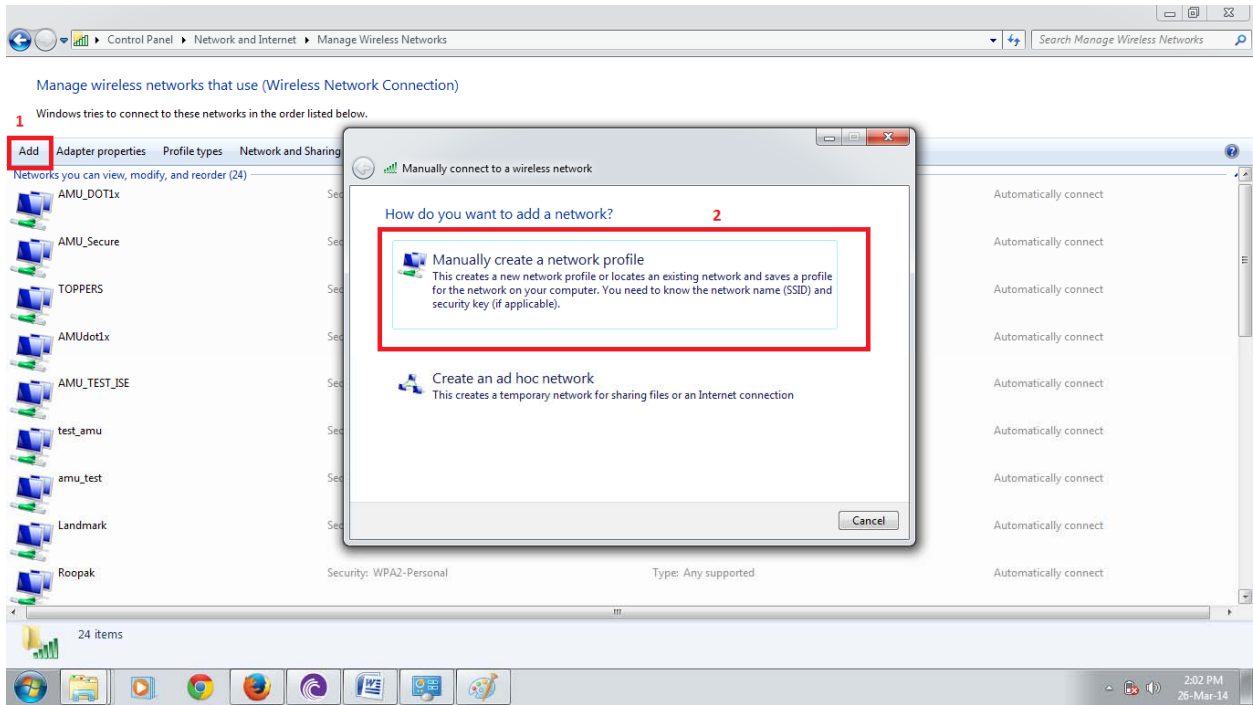 Control Panel Network and Internet Manage Wireless Networks
Search Manage Wireless Networks
Manage wireless networks that use (Wireless Network Connection)
Windows tries to connect to these networks in the order listed below.
1
Add Adapter properties Profile types Network and Sharing
Networks you can view, modify, and reorder (24)
AMU_DOT1x Sec Automatically connect
AMU_Secure Sec Automatically connect
TOPPERS Sec Automatically connect
AMUdot1x Sec Automatically connect
AMU_TEST_ISE Sec Automatically connect
test_amu Sec Automatically connect
amu_test Sec Automatically connect
Landmark Sec Automatically connect
Roopak Security: WPA2-Personal Type: Any supported Automatically connect
Manually connect to a wireless network
How do you want to add a network?
2
Manually create a network profile
This creates a new network profile or locates an existing network and saves a profile
for the network on your computer. You need to know the network name (SSID) and
security key (if applicable).
Create an ad hoc network
This creates a temporary network for sharing files or an Internet connection
Cancel
24 items
2:02 PM
26-Mar-14